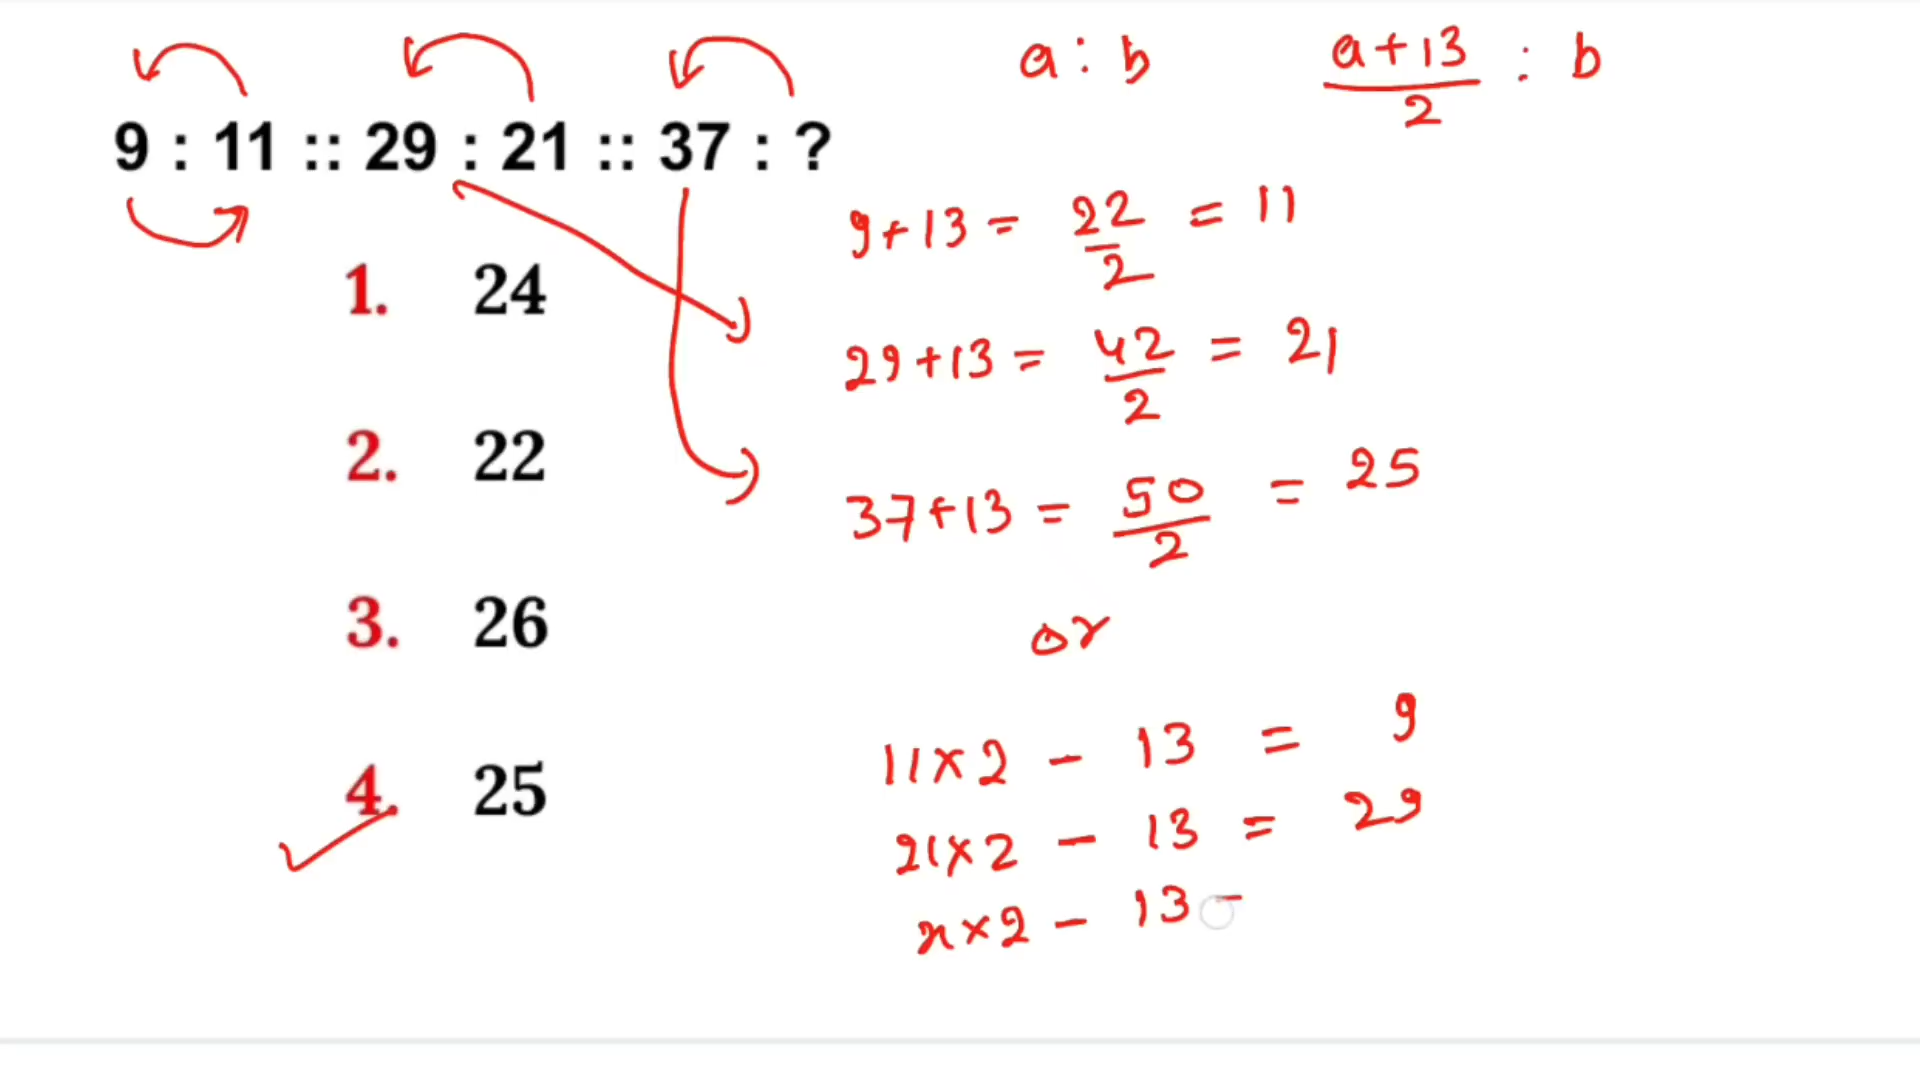 9 : 11 :: 29 : 21 :: 37 : ?
1. 24
2. 22
3. 26
4. 25
a : b
a+13/2 : b
9+13 = 22/2 = 11
29+13 = 42/2 = 21
37+13 = 50/2 = 25
or
11×2 - 13 = 9
21×2 - 13 = 29
x×2 - 13 -